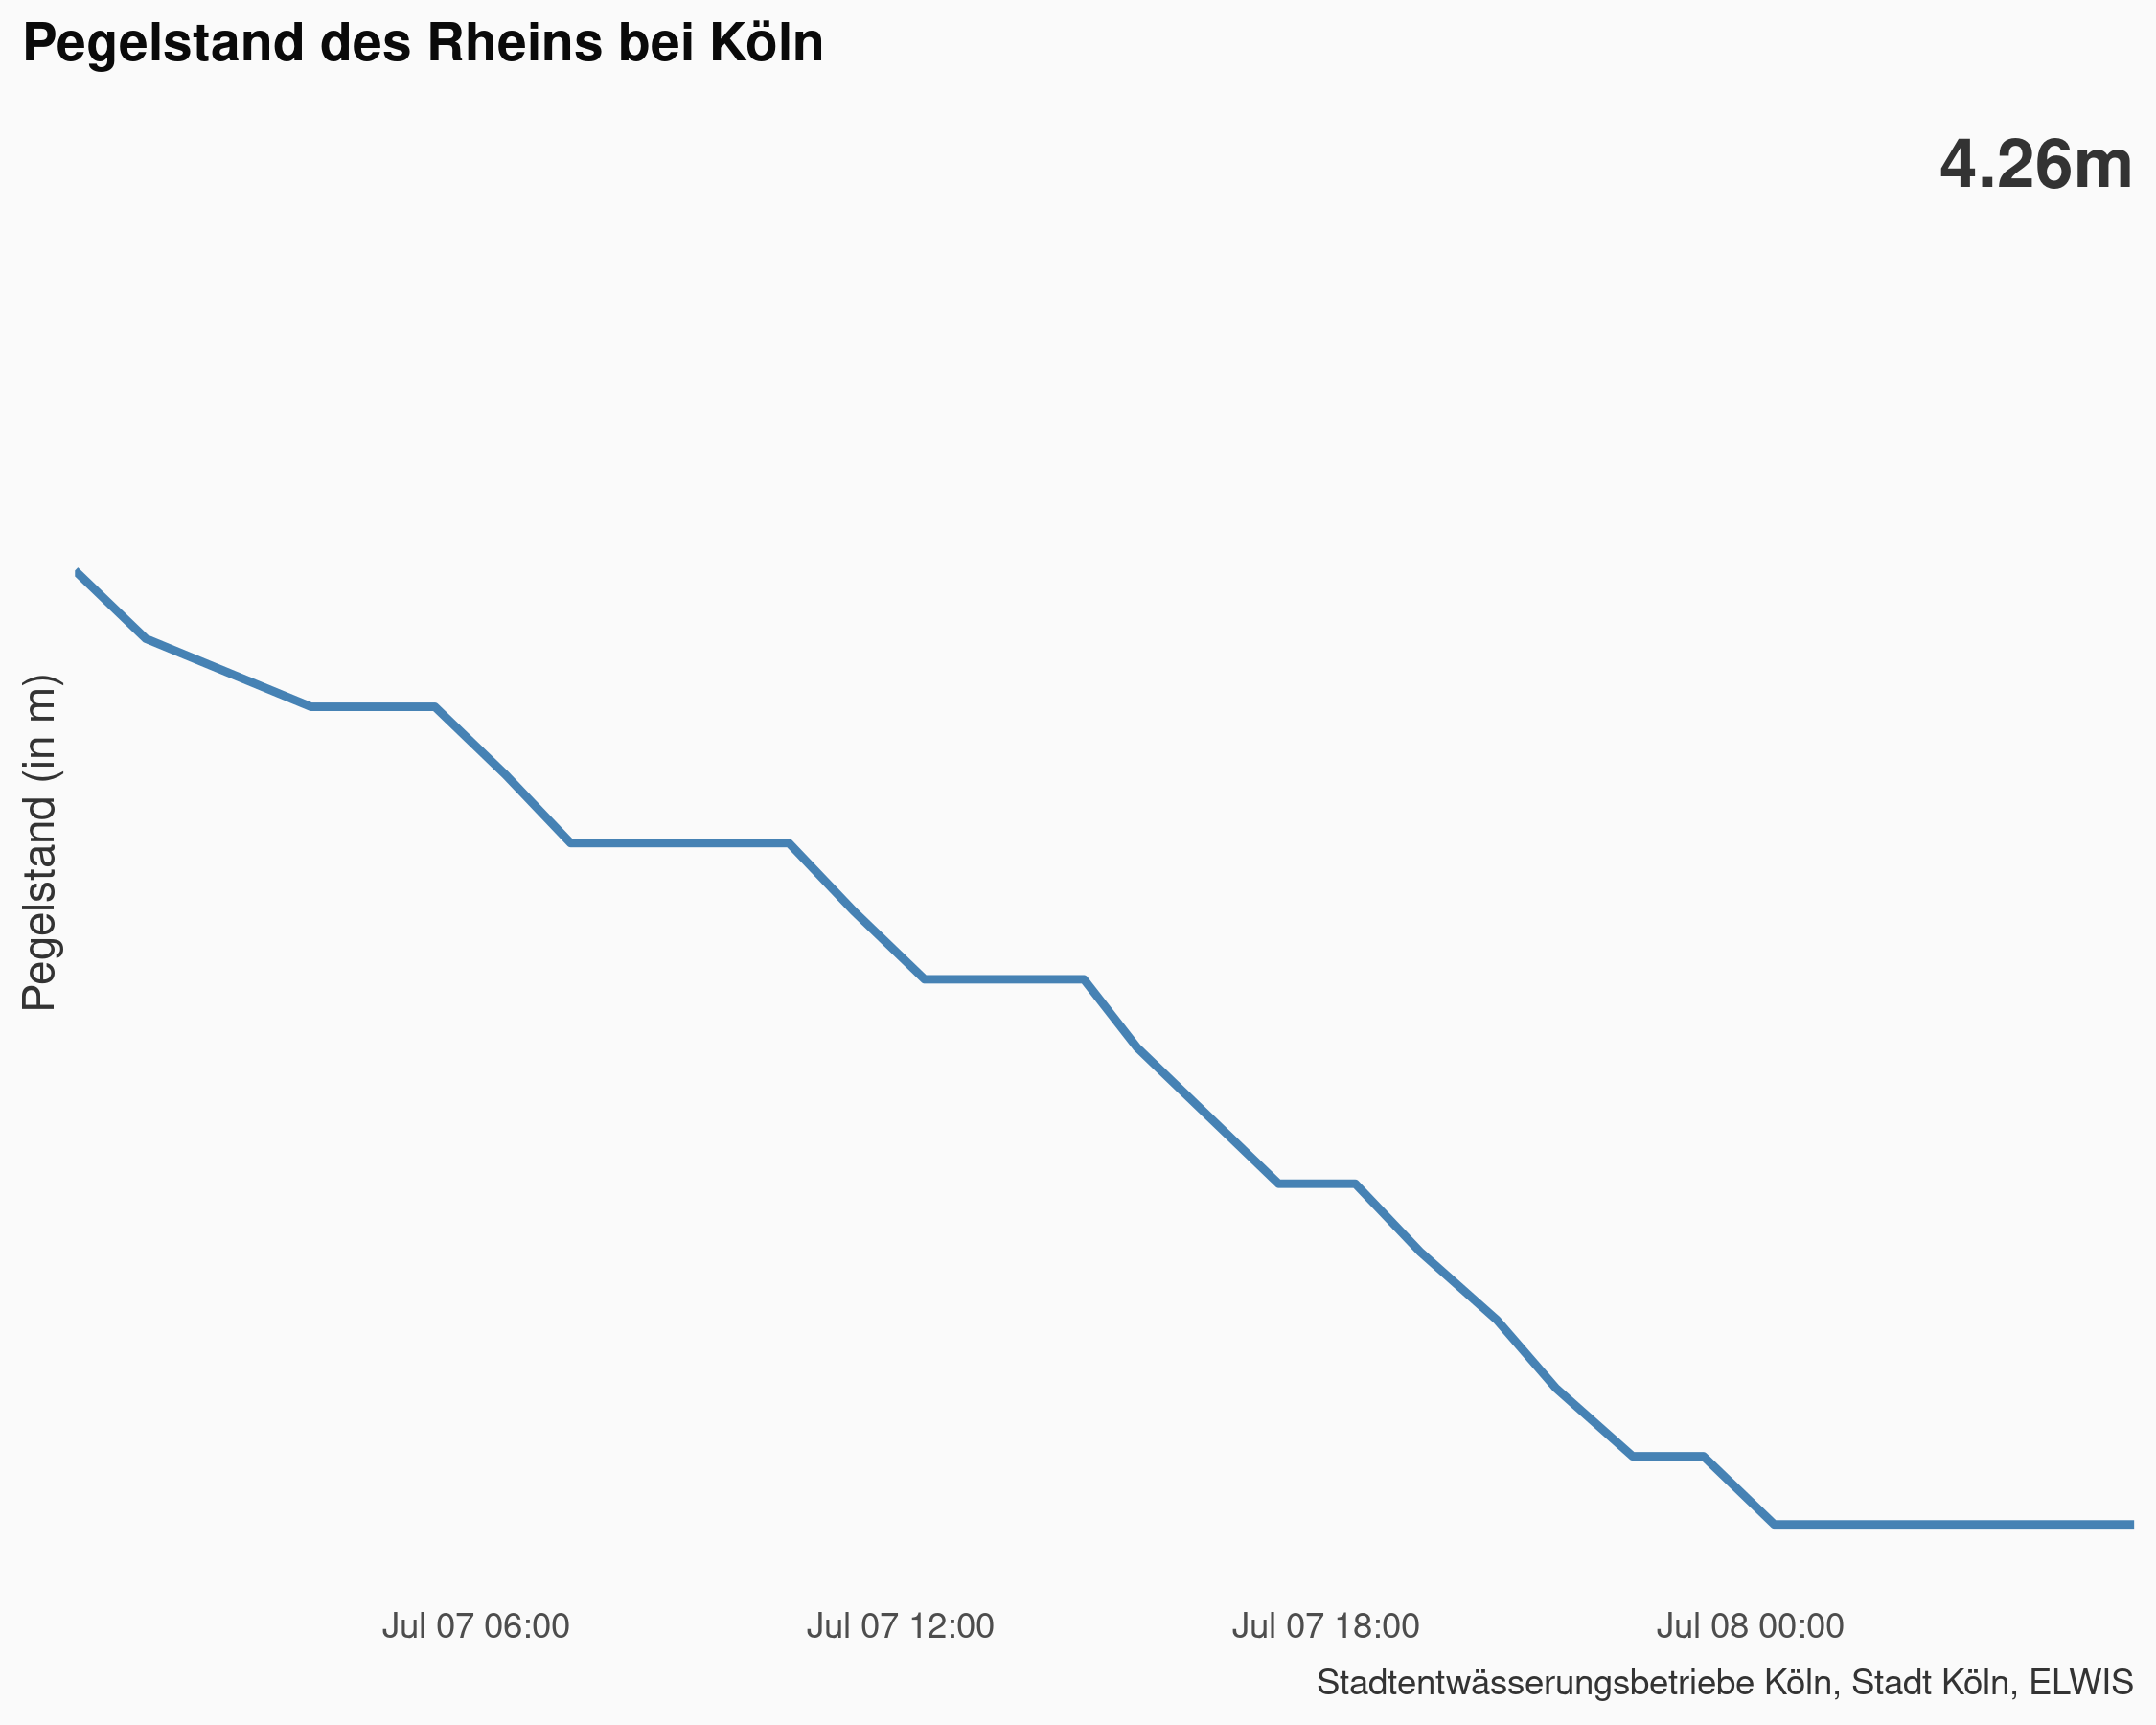 Pegelstand des Rheins bei Köln
4.26m
Pegelstand (in m)
Jul 07 06:00 Jul 07 12:00 Jul 07 18:00 Jul 08 00:00
Stadtentwässerungsbetriebe Köln, Stadt Köln, ELWIS